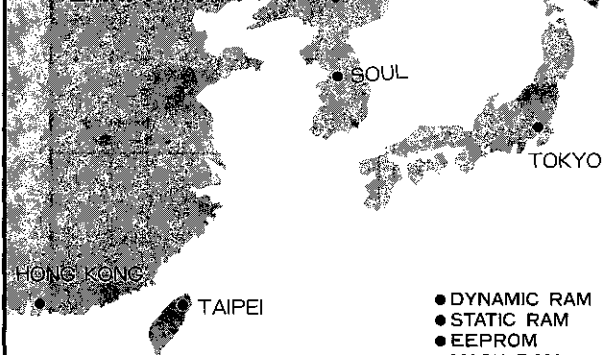 SOUL
TOKYO
HONG KONG
TAIPEI
● DYNAMIC RAM
● STATIC RAM
● EEPROM